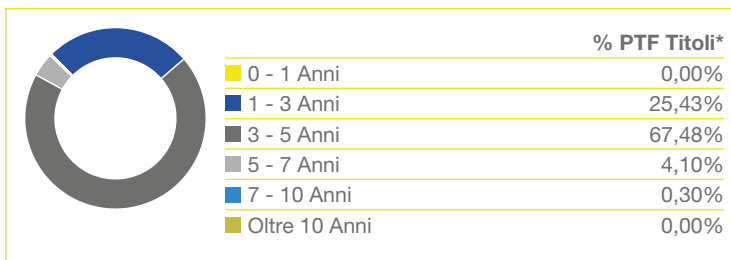 % PTF Titoli*
0 - 1 Anni 0,00%
1 - 3 Anni 25,43%
3 - 5 Anni 67,48%
5 - 7 Anni 4,10%
7 - 10 Anni 0,30%
Oltre 10 Anni 0,00%